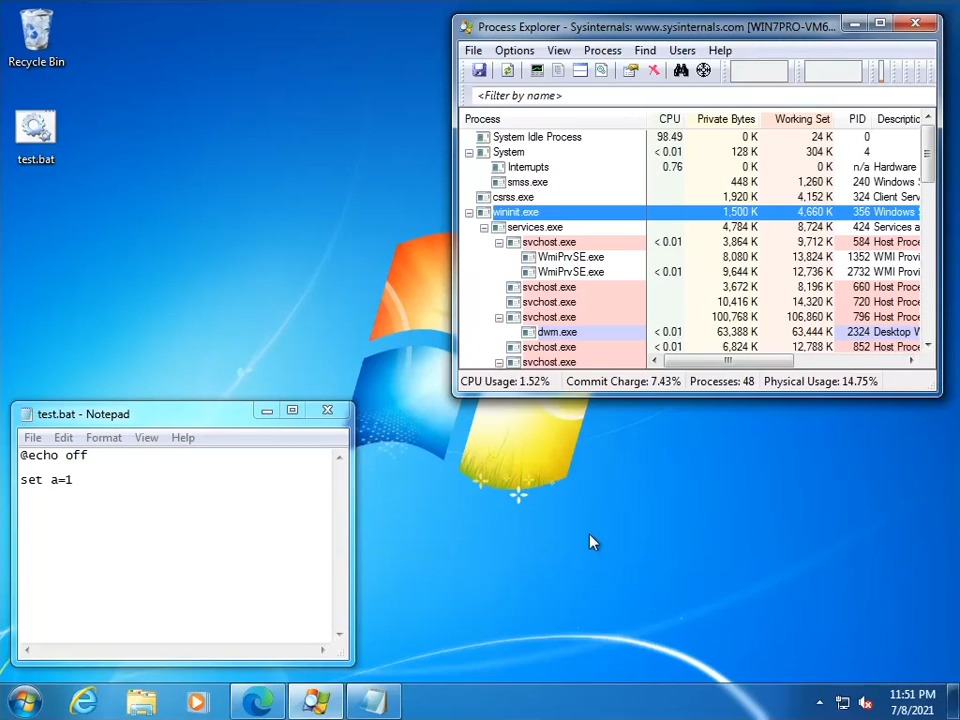 Recycle Bin
test.bat
Process Explorer - Sysinternals: www.sysinternals.com [WIN7PRO-VM6...
File Options View Process Find Users Help
<Filter by name>
Process CPU Private Bytes Working Set PID Descriptic
System Idle Process 98.49 0 K 24 K 0
System < 0.01 128 K 304 K 4
Interrupts 0.76 0 K 0 K n/a Hardware
smss.exe 448 K 1,260 K 240 Windows
csrss.exe 1,920 K 4,152 K 324 Client Serv
wininit.exe 1,500 K 4,660 K 356 Windows
services.exe 4,784 K 8,724 K 424 Services a
svchost.exe < 0.01 3,864 K 9,712 K 584 Host Proce
WmiPrvSE.exe 8,080 K 13,824 K 1352 WMI Provi
WmiPrvSE.exe < 0.01 9,644 K 12,736 K 2732 WMI Provi
svchost.exe 3,672 K 8,196 K 660 Host Proce
svchost.exe 10,416 K 14,320 K 720 Host Proce
svchost.exe 100,768 K 106,860 K 796 Host Proce
dwm.exe < 0.01 63,388 K 63,444 K 2324 Desktop W
svchost.exe < 0.01 6,824 K 12,788 K 852 Host Proce
svchost.exe
CPU Usage: 1.52% Commit Charge: 7.43% Processes: 48 Physical Usage: 14.75%
test.bat - Notepad
File Edit Format View Help
@echo off
set a=1
11:51 PM
7/8/2021